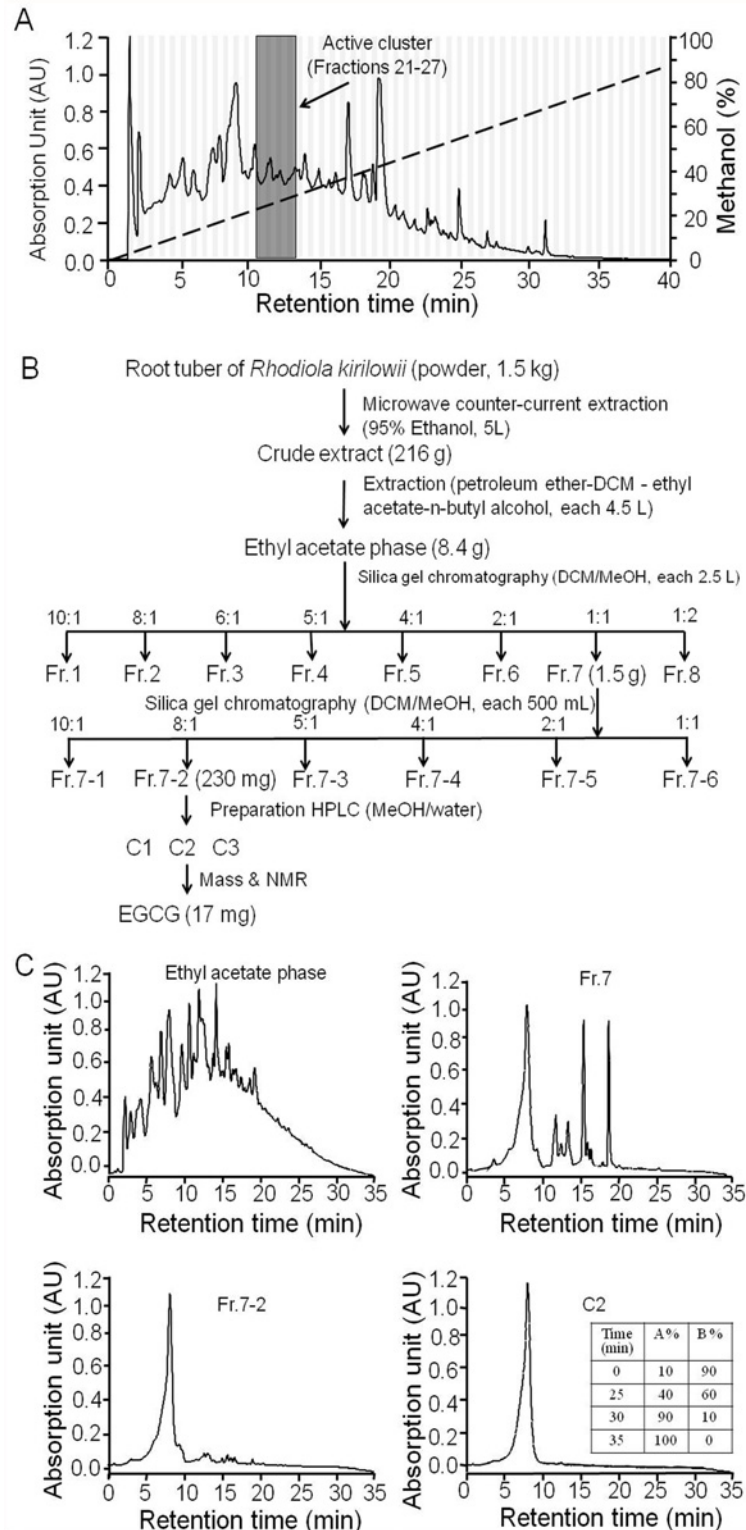 A
Absorption Unit (AU)
1.2
1.0
0.8
0.6
0.4
0.2
0.0
Active cluster
(Fractions 21-27)
100
80
60
40
20
0
Methanol (%)
0 5 10 15 20 25 30 35 40
Retention time (min)
B
Root tuber of Rhodiola kirilowii (powder, 1.5 kg)
Microwave counter-current extraction
(95% Ethanol, 5L)
Crude extract (216 g)
Extraction (petroleum ether-DCM - ethyl
acetate-n-butyl alcohol, each 4.5 L)
Ethyl acetate phase (8.4 g)
Silica gel chromatography (DCM/MeOH, each 2.5 L)
10:1 8:1 6:1 5:1 4:1 2:1 1:1 1:2
Fr.1 Fr.2 Fr.3 Fr.4 Fr.5 Fr.6 Fr.7 (1.5 g) Fr.8
Silica gel chromatography (DCM/MeOH, each 500 mL)
10:1 8:1 5:1 4:1 2:1 1:1
Fr.7-1 Fr.7-2 (230 mg) Fr.7-3 Fr.7-4 Fr.7-5 Fr.7-6
Preparation HPLC (MeOH/water)
C1 C2 C3
Mass & NMR
EGCG (17 mg)
C
Absorption unit (AU)
1.2
1.0
0.8
0.6
0.4
0.2
0.0
Ethyl acetate phase
0 5 10 15 20 25 30 35
Retention time (min)
Absorption unit (AU)
1.2
1.0
0.8
0.6
0.4
0.2
0.0
Fr.7
0 5 10 15 20 25 30 35
Retention time (min)
Absorption unit (AU)
1.2
1.0
0.8
0.6
0.4
0.2
0.0
Fr.7-2
0 5 10 15 20 25 30 35
Retention time (min)
Absorption unit (AU)
1.2
1.0
0.8
0.6
0.4
0.2
0.0
C2
Time A% B%
(min)
0 10 90
25 40 60
30 90 10
35 100 0
0 5 10 15 20 25 30 35
Retention time (min)